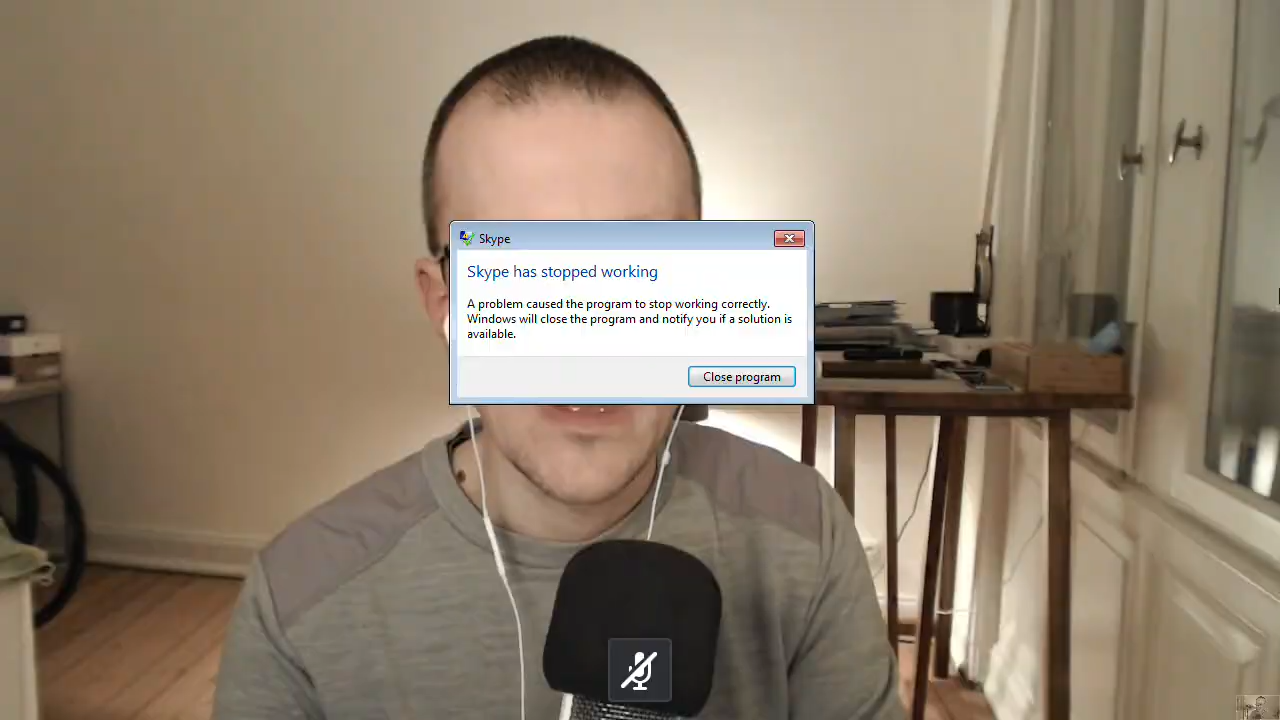 Skype
Skype has stopped working
A problem caused the program to stop working correctly.
Windows will close the program and notify you if a solution is
available.
Close program